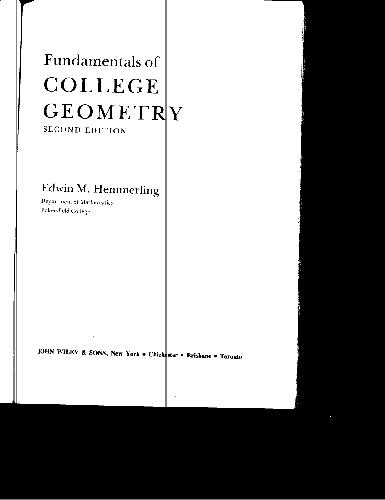 Fundamentals of
COLLEGE
GEOMETRY
SECOND EDITION
Edwin M. Hemmerling
Department of Mathematics
Bakersfield College
JOHN WILEY & SONS, New York • Chichester • Brisbane • Toronto